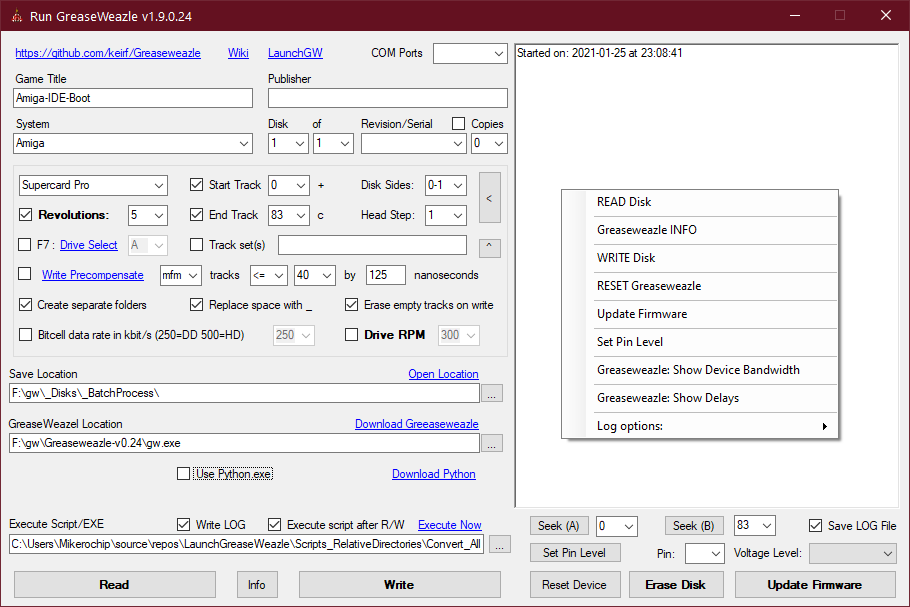 Run GreaseWeazle v1.9.0.24
https://github.com/keirf/Greaseweazle Wiki LaunchGW COM Ports
Game Title Publisher
Amiga-IDE-Boot
System Disk of Revision/Serial Copies
Amiga 1 1 0
Supercard Pro Start Track 0 + Disk Sides: 0-1 <
Revolutions: 5 End Track 83 c Head Step: 1
F7 : Drive Select A Track set(s) ^
Write Precompensate mfm tracks <= 40 by 125 nanoseconds
Create separate folders Replace space with _ Erase empty tracks on write
Bitcell data rate in kbit/s (250=DD 500=HD) 250 Drive RPM 300
Save Location Open Location
F:\gw\_Disks\_BatchProcess\ ...
GreaseWeazel Location Download Greeaseweazle
F:\gw\Greaseweazle-v0.24\gw.exe ...
Use Python.exe Download Python
Execute Script/EXE Write LOG Execute script after R/W Execute Now
C:\Users\Mikerochip\source\repos\LaunchGreaseWeazle\Scripts_RelativeDirectories\Convert_All ...
Read Info Write
Started on: 2021-01-25 at 23:08:41
READ Disk
Greaseweazle INFO
WRITE Disk
RESET Greaseweazle
Update Firmware
Set Pin Level
Greaseweazle: Show Device Bandwidth
Greaseweazle: Show Delays
Log options:
Seek (A) 0 Seek (B) 83 Save LOG File
Set Pin Level Pin: Voltage Level:
Reset Device Erase Disk Update Firmware